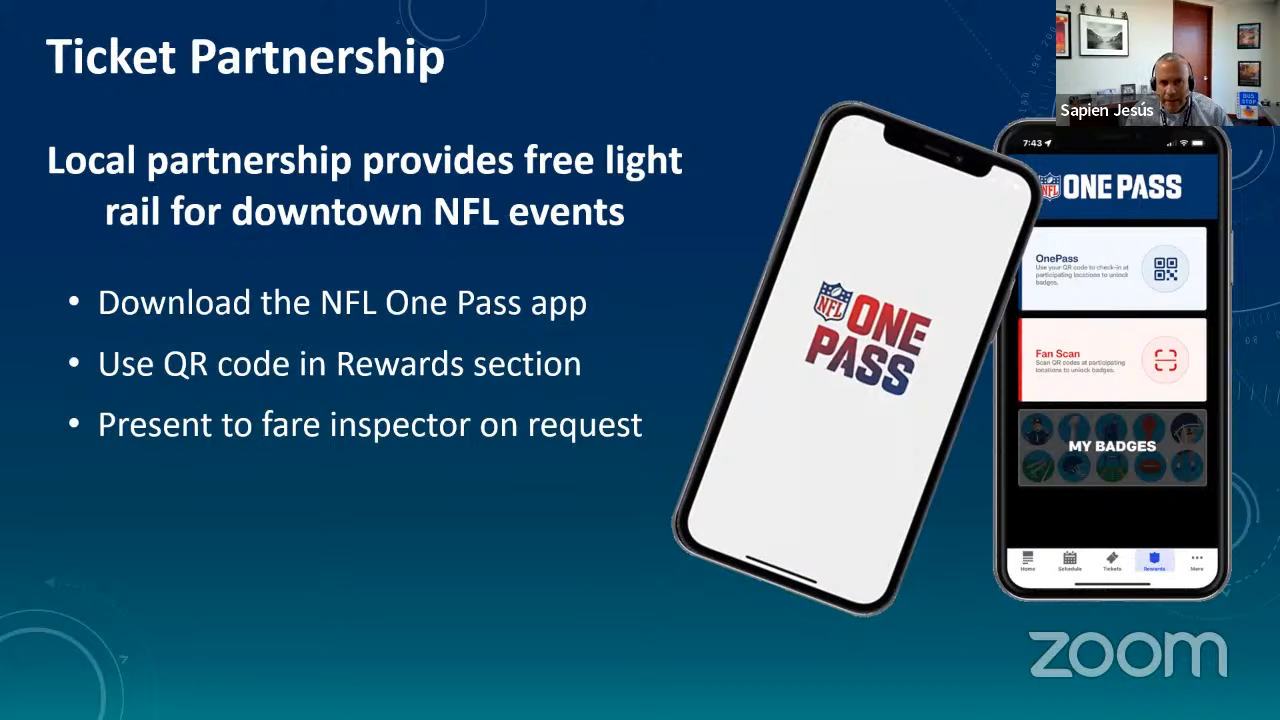 Ticket Partnership
Local partnership provides free light
rail for downtown NFL events
• Download the NFL One Pass app
• Use QR code in Rewards section
• Present to fare inspector on request
NFL ONE
PASS
Sapien Jesús
BUS
STOP
7:43
NFL ONE PASS
OnePass
Use your QR code to check-in at
participating locations to unlock
badges.
Fan Scan
Scan QR codes at participating
locations to unlock badges.
MY BADGES
Home Schedule Tickets Rewards More
zoom